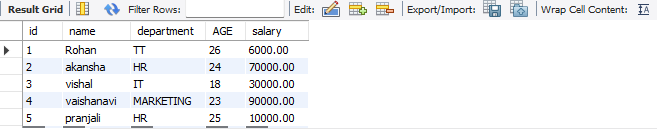 Result Grid Filter Rows: Edit: Export/Import: Wrap Cell Content:
id name department AGE salary
1 Rohan TT 26 6000.00
2 akansha HR 24 70000.00
3 vishal IT 18 30000.00
4 vaishanavi MARKETING 23 90000.00
5 pranjali HR 25 10000.00